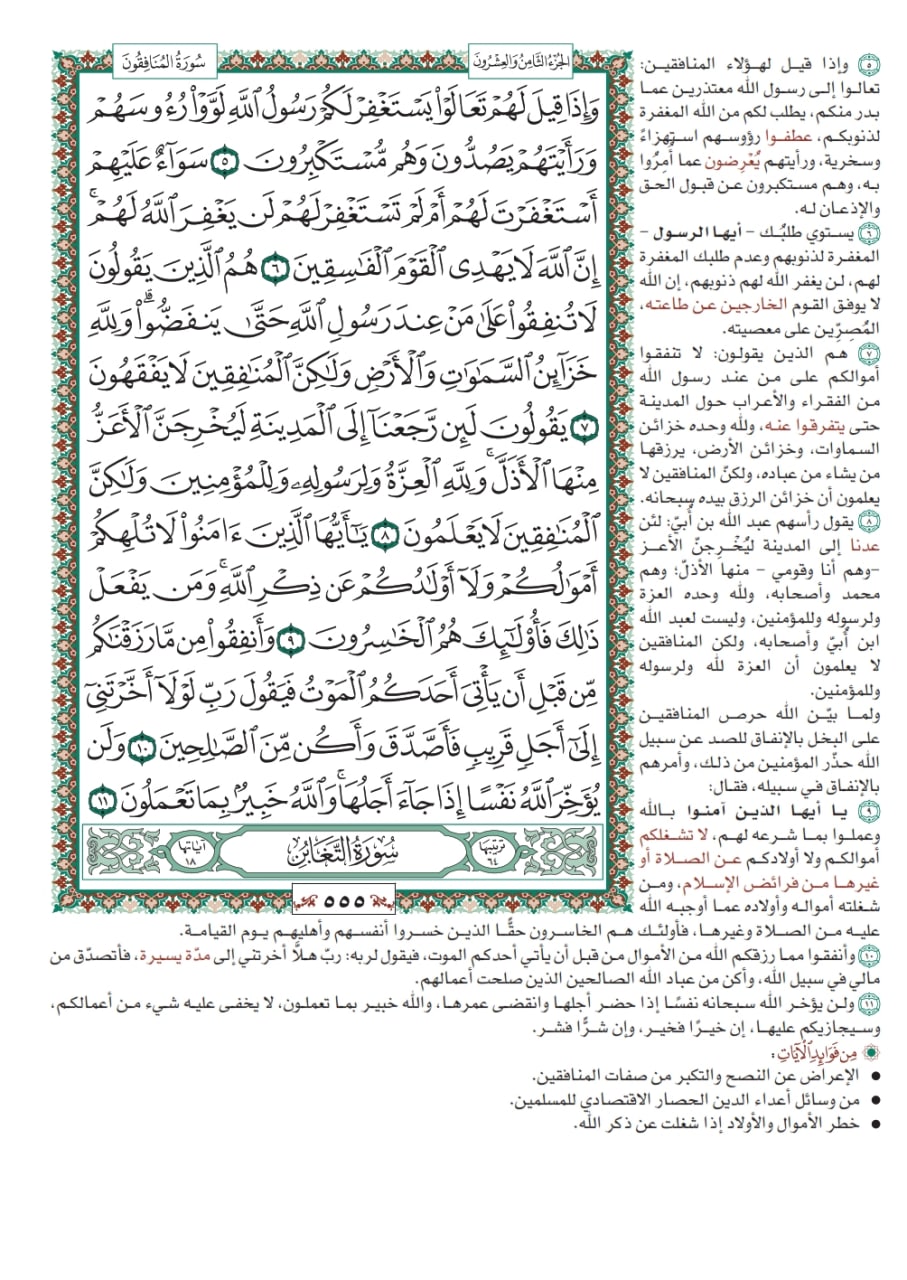 سُورَةُ المُنَافِقُونَ
الجُزْءُ الثَّامِنُ وَالعِشْرُونَ
وَإِذَا قِيلَ لَهُمْ تَعَالَوْا۟ يَسْتَغْفِرْ لَكُمْ رَسُولُ ٱللَّهِ لَوَّوْا۟ رُءُوسَهُمْ
وَرَأَيْتَهُمْ يَصُدُّونَ وَهُم مُّسْتَكْبِرُونَ ٥ سَوَآءٌ عَلَيْهِمْ
أَسْتَغْفَرْتَ لَهُمْ أَمْ لَمْ تَسْتَغْفِرْ لَهُمْ لَن يَغْفِرَ ٱللَّهُ لَهُمْ ۚ
إِنَّ ٱللَّهَ لَا يَهْدِى ٱلْقَوْمَ ٱلْفَٰسِقِينَ ٦ هُمُ ٱلَّذِينَ يَقُولُونَ
لَا تُنفِقُوا۟ عَلَىٰ مَنْ عِندَ رَسُولِ ٱللَّهِ حَتَّىٰ يَنفَضُّوا۟ ۗ وَلِلَّهِ
خَزَآئِنُ ٱلسَّمَٰوَٰتِ وَٱلْأَرْضِ وَلَٰكِنَّ ٱلْمُنَٰفِقِينَ لَا يَفْقَهُونَ
٧ يَقُولُونَ لَئِن رَّجَعْنَآ إِلَى ٱلْمَدِينَةِ لَيُخْرِجَنَّ ٱلْأَعَزُّ
مِنْهَا ٱلْأَذَلَّ ۚ وَلِلَّهِ ٱلْعِزَّةُ وَلِرَسُولِهِۦ وَلِلْمُؤْمِنِينَ وَلَٰكِنَّ
ٱلْمُنَٰفِقِينَ لَا يَعْلَمُونَ ٨ يَٰٓأَيُّهَا ٱلَّذِينَ ءَامَنُوا۟ لَا تُلْهِكُمْ
أَمْوَٰلُكُمْ وَلَآ أَوْلَٰدُكُمْ عَن ذِكْرِ ٱللَّهِ ۚ وَمَن يَفْعَلْ
ذَٰلِكَ فَأُو۟لَٰٓئِكَ هُمُ ٱلْخَٰسِرُونَ ٩ وَأَنفِقُوا۟ مِن مَّا رَزَقْنَٰكُم
مِّن قَبْلِ أَن يَأْتِىَ أَحَدَكُمُ ٱلْمَوْتُ فَيَقُولَ رَبِّ لَوْلَآ أَخَّرْتَنِىٓ
إِلَىٰٓ أَجَلٍ قَرِيبٍ فَأَصَّدَّقَ وَأَكُن مِّنَ ٱلصَّٰلِحِينَ ١٠ وَلَن
يُؤَخِّرَ ٱللَّهُ نَفْسًا إِذَا جَآءَ أَجَلُهَا ۚ وَٱللَّهُ خَبِيرٌۢ بِمَا تَعْمَلُونَ ١١
ترتيبها ٦٤
سُورَةُ التَّغَابُنِ
آياتها ١٨
٥٥٥
٥ وإذا قيل لهؤلاء المنافقين:
تعالوا إلى رسول الله معتذرين عما
بدر منكم، يطلب لكم من الله المغفرة
لذنوبكم، عطفوا رؤوسهم استهزاءً
وسخرية، ورأيتهم يُعْرِضون عما أُمِرُوا
به، وهم مستكبرون عن قبول الحق
والإذعان له.
٦ يستوي طلبُك – أيها الرسول –
المغفرة لذنوبهم وعدم طلبك المغفرة
لهم، لن يغفر الله لهم ذنوبهم، إن الله
لا يوفق القوم الخارجين عن طاعته،
المُصِرِّين على معصيته.
٧ هم الذين يقولون: لا تنفقوا
أموالكم على من عند رسول الله
من الفقراء والأعراب حول المدينة
حتى يتفرقوا عنه، ولله وحده خزائن
السماوات، وخزائن الأرض، يرزقها
من يشاء من عباده، ولكنّ المنافقين لا
يعلمون أن خزائن الرزق بيده سبحانه.
٨ يقول رأسهم عبد الله بن أُبيّ: لئن
عدنا إلى المدينة ليُخْرِجنّ الأعز
-وهم أنا وقومي - منها الأذلّ؛ وهم
محمد وأصحابه، ولله وحده العزة
ولرسوله وللمؤمنين، وليست لعبد الله
ابن أُبيّ وأصحابه، ولكن المنافقين
لا يعلمون أن العزة لله ولرسوله
وللمؤمنين.
ولما بيّن الله حرص المنافقين
على البخل بالإنفاق للصد عن سبيل
الله حذّر المؤمنين من ذلك، وأمرهم
بالإنفاق في سبيله، فقال:
٩ يا أيها الذين آمنوا بالله
وعملوا بما شرعه لهم، لا تشغلكم
أموالكم ولا أولادكم عن الصلاة أو
غيرها من فرائض الإسلام، ومن
شغلته أمواله وأولاده عما أوجبه الله
عليه من الصلاة وغيرها، فأولئك هم الخاسرون حقًّا الذين خسروا أنفسهم وأهليهم يوم القيامة.
١٠ وأنفقوا مما رزقكم الله من الأموال من قبل أن يأتي أحدكم الموت، فيقول لربه: ربّ هلّا أخرتني إلى مدّة يسيرة، فأتصدّق من
مالي في سبيل الله، وأكن من عباد الله الصالحين الذين صلحت أعمالهم.
١١ ولن يؤخر الله سبحانه نفسًا إذا حضر أجلها وانقضى عمرها، والله خبير بما تعملون، لا يخفى عليه شيء من أعمالكم،
وسيجازيكم عليها، إن خيرًا فخير، وإن شرًّا فشر.
مِن فَوَائِدِ الآيَاتِ:
● الإعراض عن النصح والتكبر من صفات المنافقين.
● من وسائل أعداء الدين الحصار الاقتصادي للمسلمين.
● خطر الأموال والأولاد إذا شغلت عن ذكر الله.